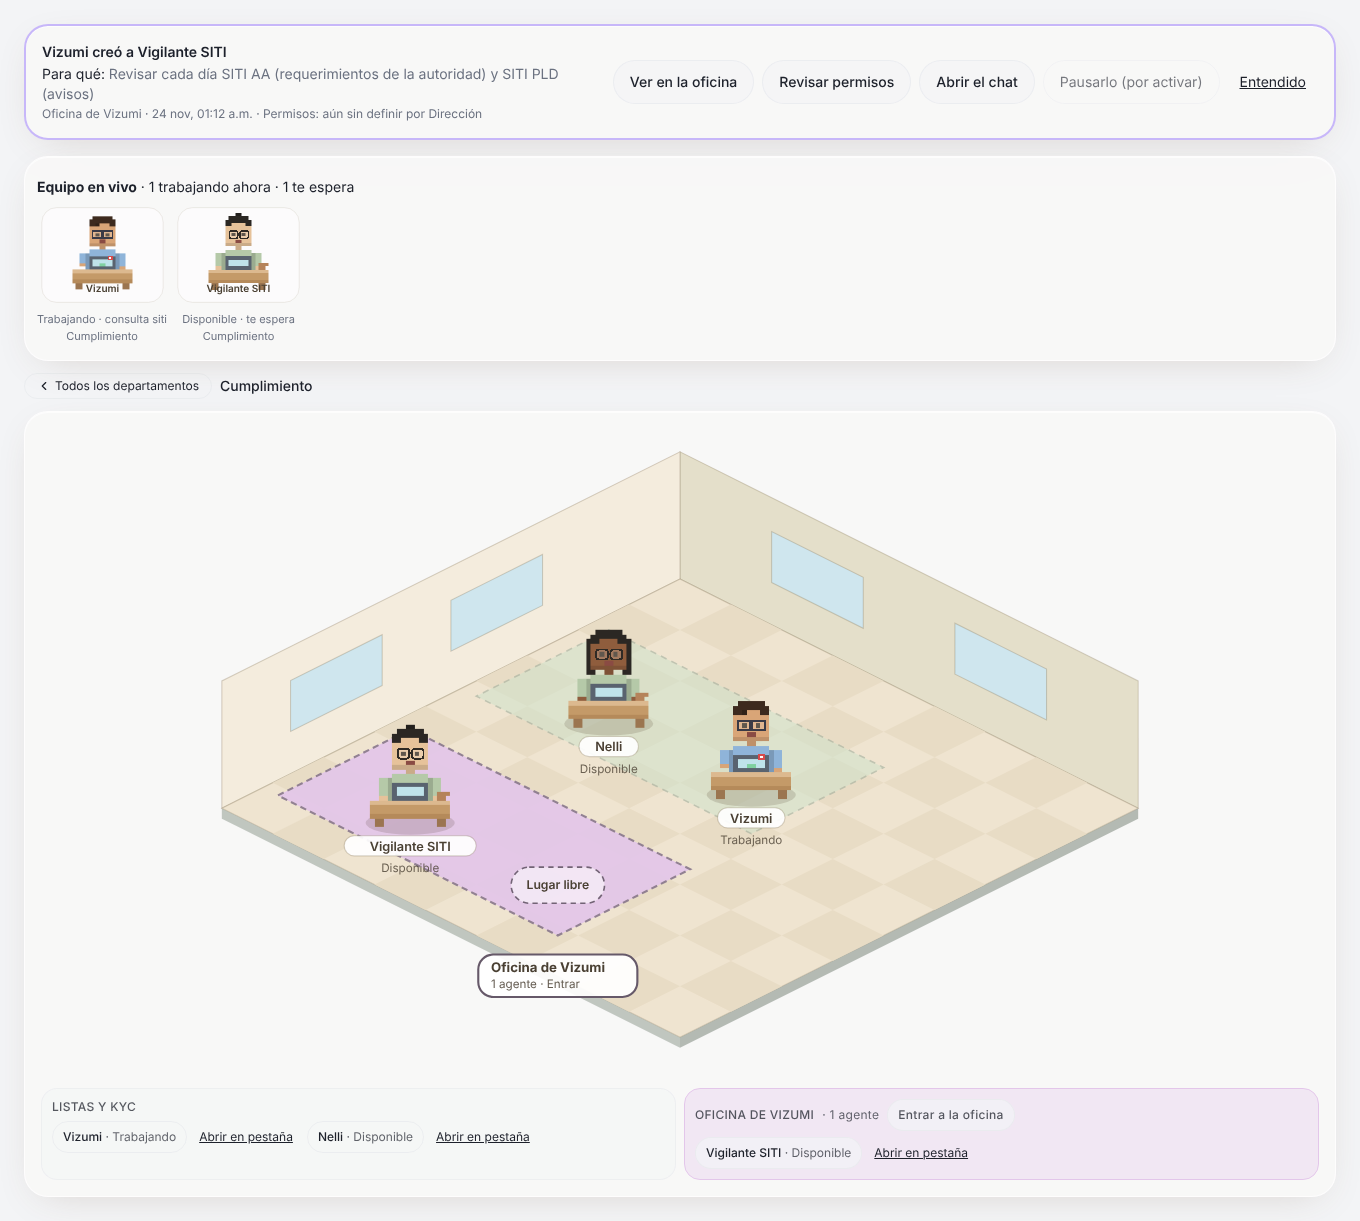 Vizumi creó a Vigilante SITI
Para qué: Revisar cada día SITI AA (requerimientos de la autoridad) y SITI PLD
(avisos)
Oficina de Vizumi · 24 nov, 01:12 a.m. · Permisos: aún sin definir por Dirección
Ver en la oficina
Revisar permisos
Abrir el chat
Pausarlo (por activar)
Entendido
Equipo en vivo · 1 trabajando ahora · 1 te espera
Vizumi
Vigilante SITI
Trabajando · consulta siti
Cumplimiento
Disponible · te espera
Cumplimiento
Todos los departamentos
Cumplimiento
Nelli
Disponible
Vizumi
Trabajando
Vigilante SITI
Disponible
Lugar libre
Oficina de Vizumi
1 agente · Entrar
LISTAS Y KYC
Vizumi · Trabajando
Abrir en pestaña
Nelli · Disponible
Abrir en pestaña
OFICINA DE VIZUMI · 1 agente
Entrar a la oficina
Vigilante SITI · Disponible
Abrir en pestaña